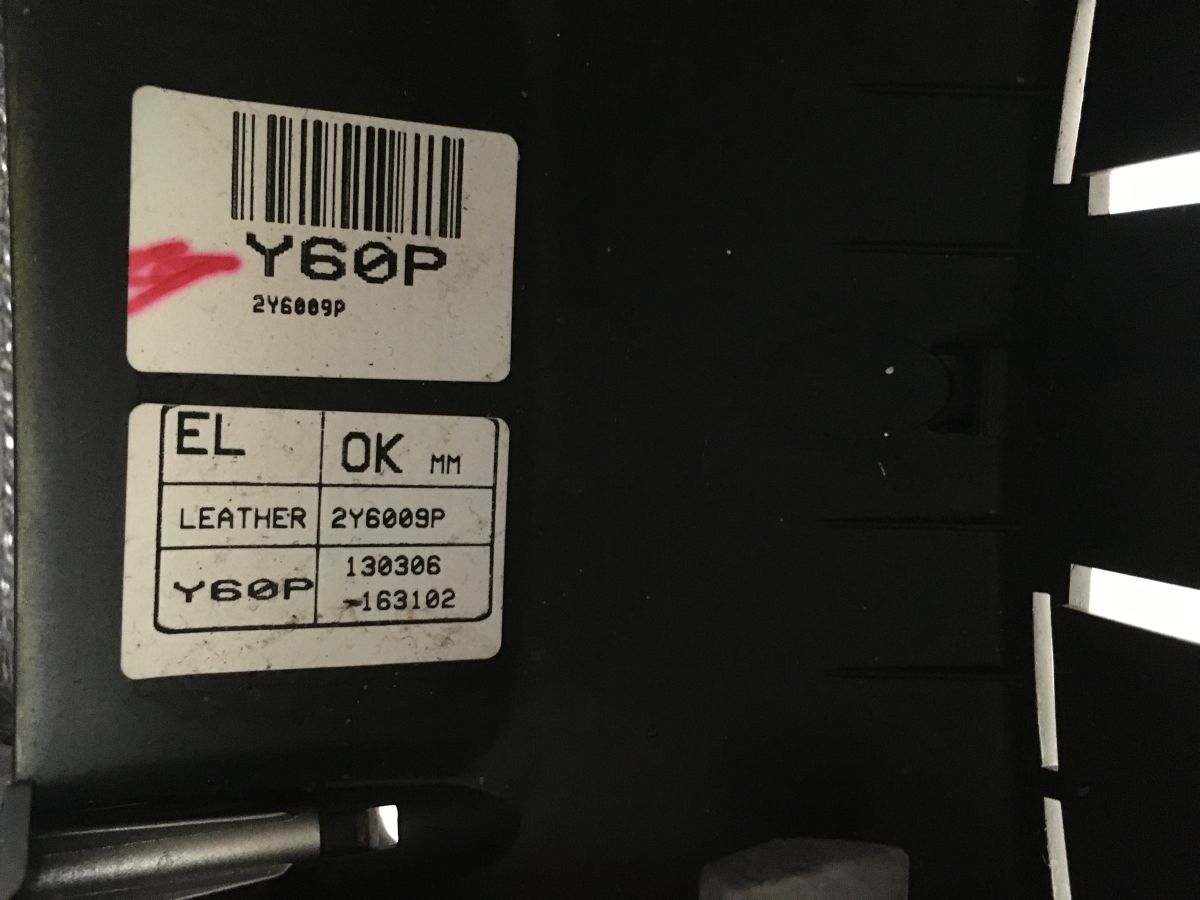 Y60P
2Y6009P
EL
OK MM
LEATHER
2Y6009P
Y60P
130306
-163102